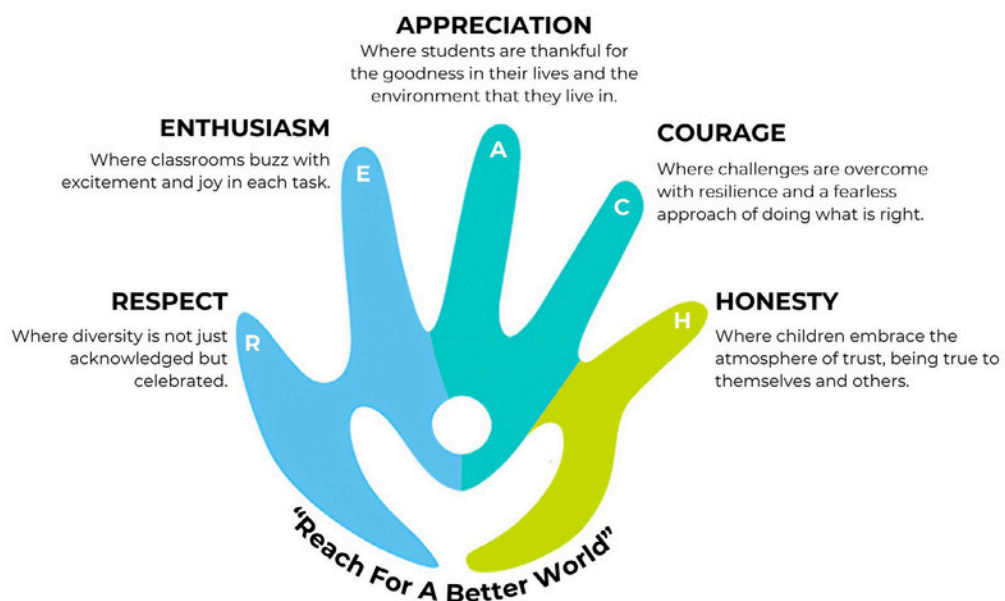 APPRECIATION
Where students are thankful for
the goodness in their lives and the
environment that they live in.
ENTHUSIASM
Where classrooms buzz with
excitement and joy in each task.
COURAGE
Where challenges are overcome
with resilience and a fearless
approach of doing what is right.
RESPECT
Where diversity is not just
acknowledged but
celebrated.
HONESTY
Where children embrace the
atmosphere of trust, being true to
themselves and others.
R
E
A
C
H
“Reach For A Better World”